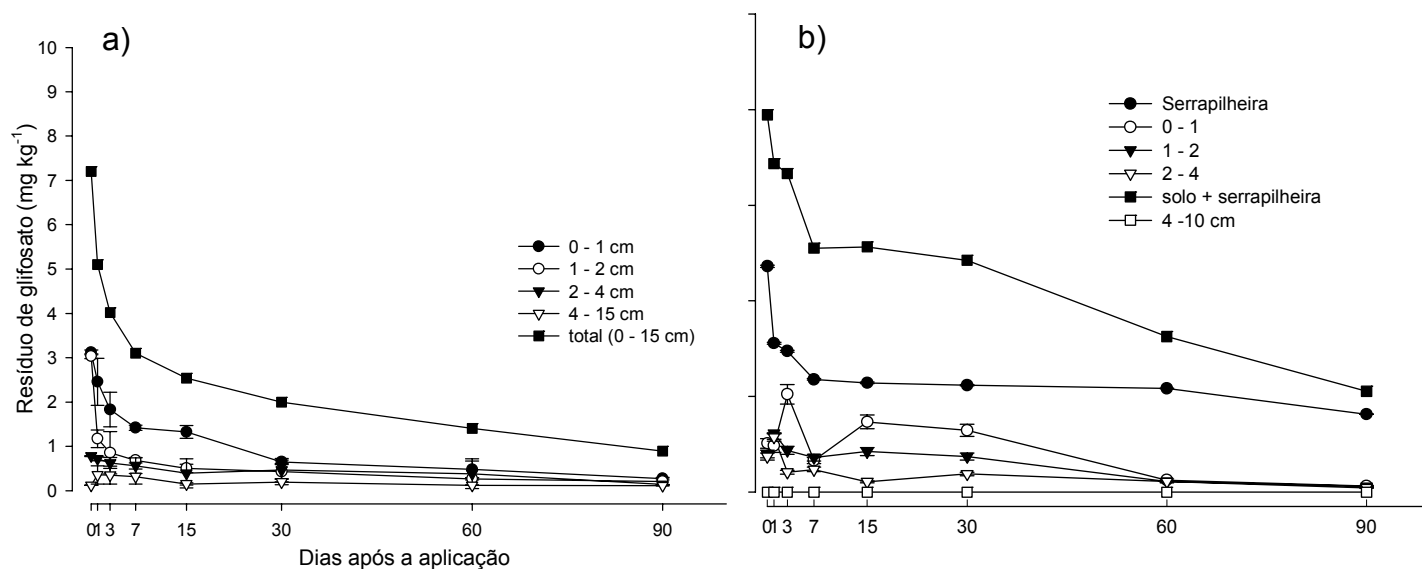 a)
10
9
8
7
6
5
4
3
2
1
0
Resíduo de glifosato (mg kg-1)
0 - 1 cm
1 - 2 cm
2 - 4 cm
4 - 15 cm
total (0 - 15 cm)
0 1 3 7 15 30 60 90
Dias após a aplicação
b)
Serrapilheira
0 - 1
1 - 2
2 - 4
solo + serrapilheira
4 -10 cm
0 1 3 7 15 30 60 90